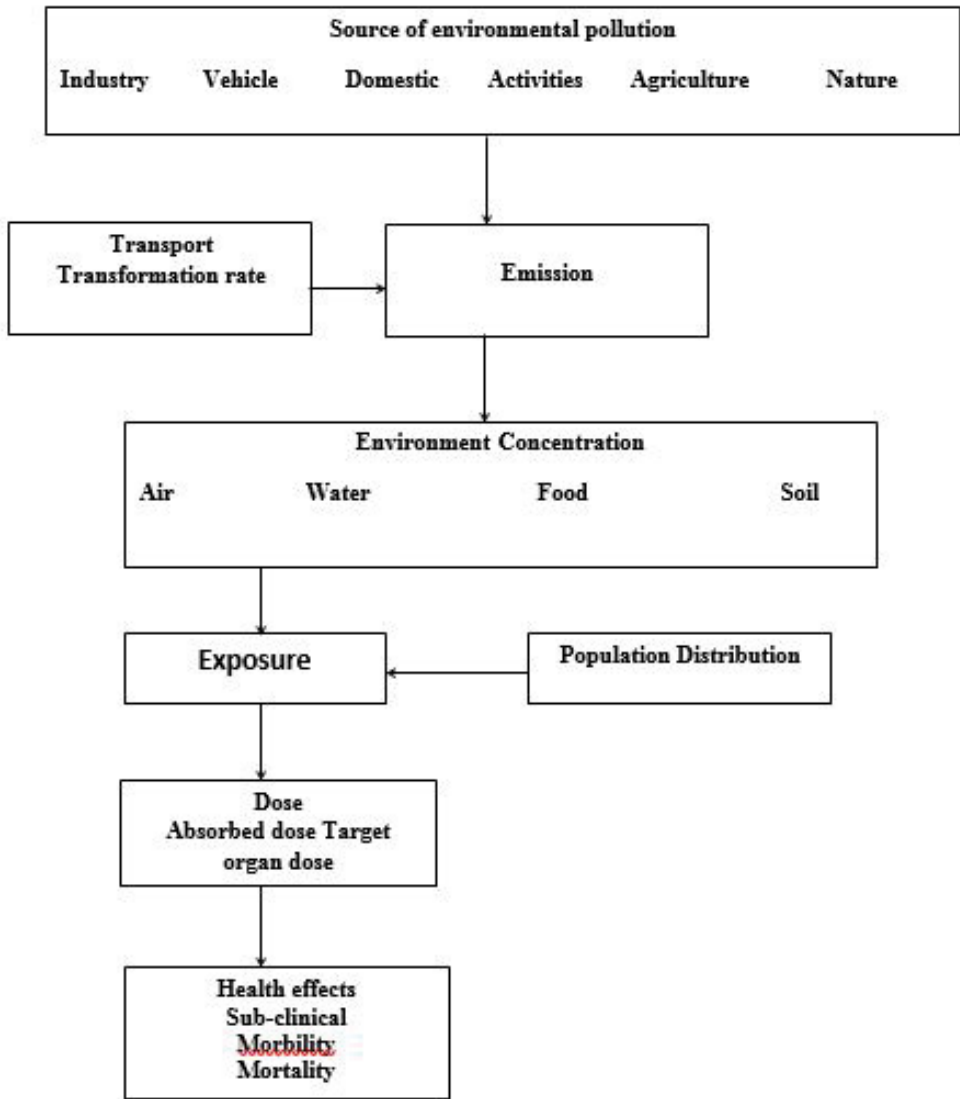 Source of environmental pollution
Industry Vehicle Domestic Activities Agriculture Nature
Transport
Transformation rate
Emission
Environment Concentration
Air Water Food Soil
Exposure
Population Distribution
Dose
Absorbed dose Target
organ dose
Health effects
Sub-clinical
Morbility
Mortality